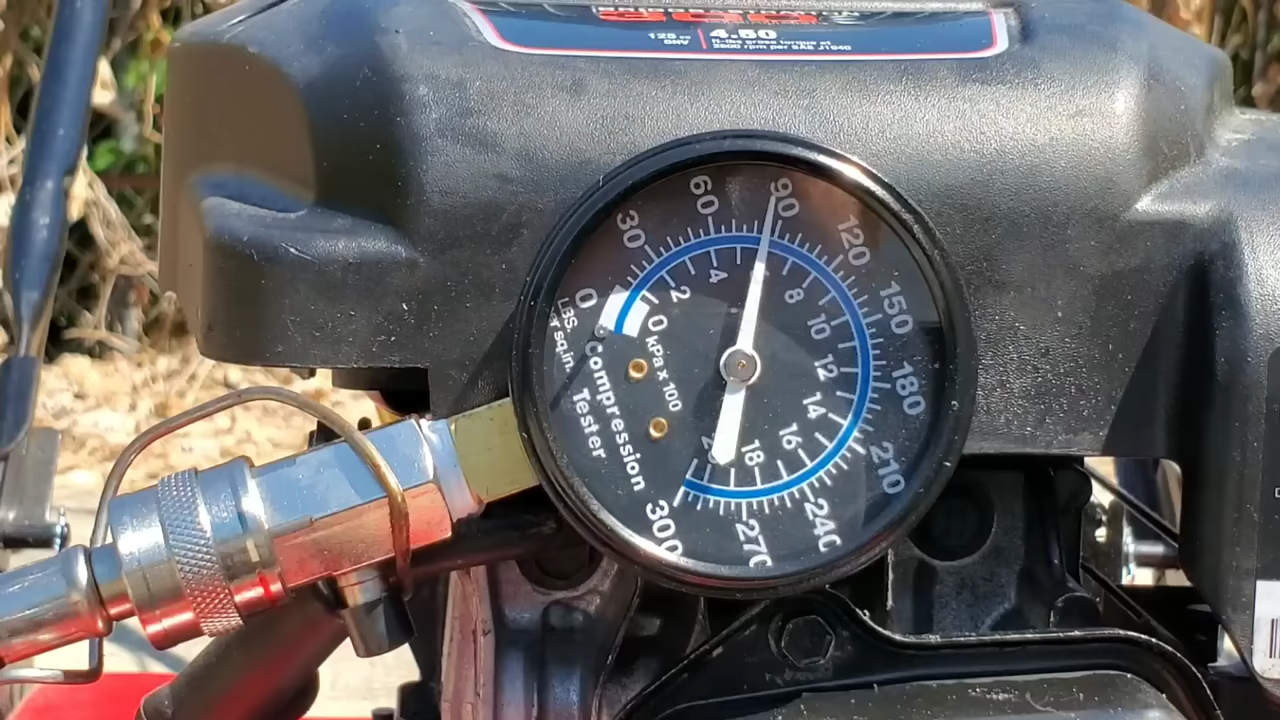 125 cc
OHV
4.50
ft-lbs gross torque at
2600 rpm per SAE J1940
0
30
60
90
120
150
180
210
240
270
300
LBS.
sq.in.
0
2
4
8
10
12
14
16
18
kPa x 100
Compression
Tester